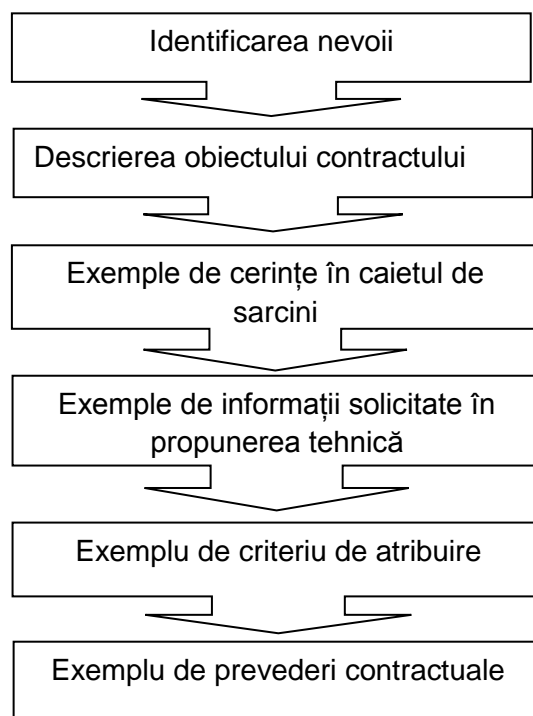 Identificarea nevoii
Descrierea obiectului contractului
Exemple de cerințe în caietul de
sarcini
Exemple de informații solicitate în
propunerea tehnică
Exemplu de criteriu de atribuire
Exemplu de prevederi contractuale